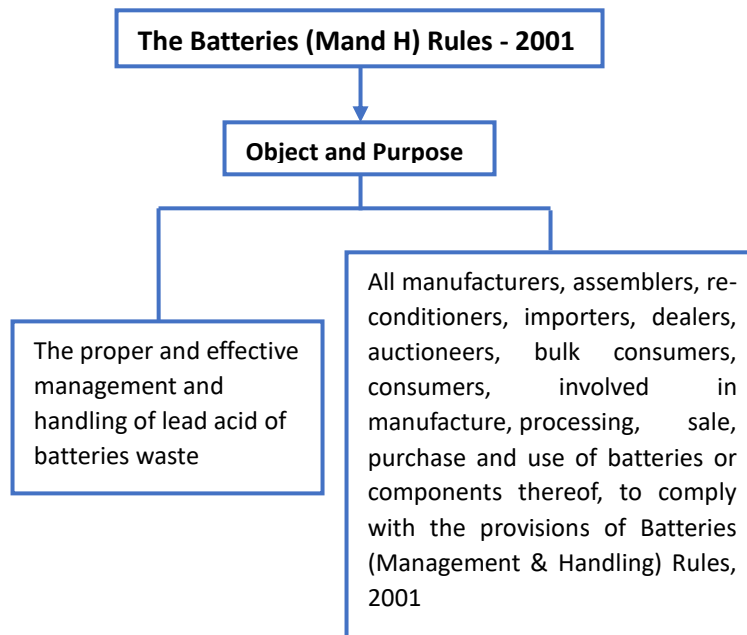 The Batteries (Mand H) Rules - 2001
Object and Purpose
The proper and effective
management and
handling of lead acid of
batteries waste
All manufacturers, assemblers, re-
conditioners, importers, dealers,
auctioneers, bulk consumers,
consumers, involved in
manufacture, processing, sale,
purchase and use of batteries or
components thereof, to comply
with the provisions of Batteries
(Management & Handling) Rules,
2001